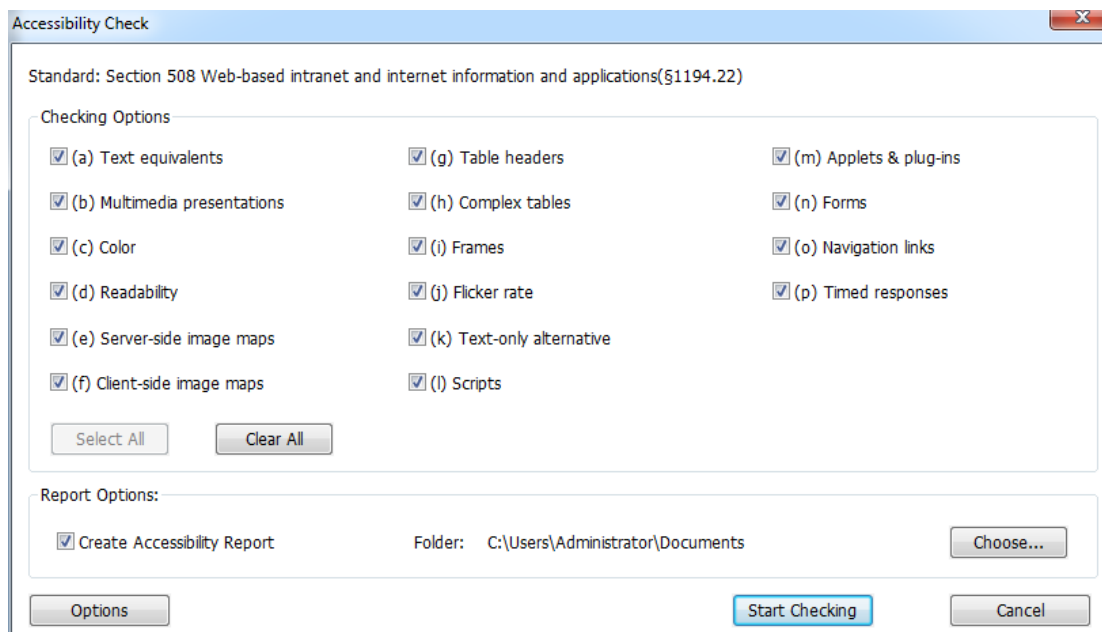 Accessibility Check
Standard: Section 508 Web-based intranet and internet information and applications(§1194.22)
Checking Options
(a) Text equivalents
(g) Table headers
(m) Applets & plug-ins
(b) Multimedia presentations
(h) Complex tables
(n) Forms
(c) Color
(i) Frames
(o) Navigation links
(d) Readability
(j) Flicker rate
(p) Timed responses
(e) Server-side image maps
(k) Text-only alternative
(f) Client-side image maps
(l) Scripts
Select All
Clear All
Report Options:
Create Accessibility Report
Folder:
C:\Users\Administrator\Documents
Choose...
Options
Start Checking
Cancel